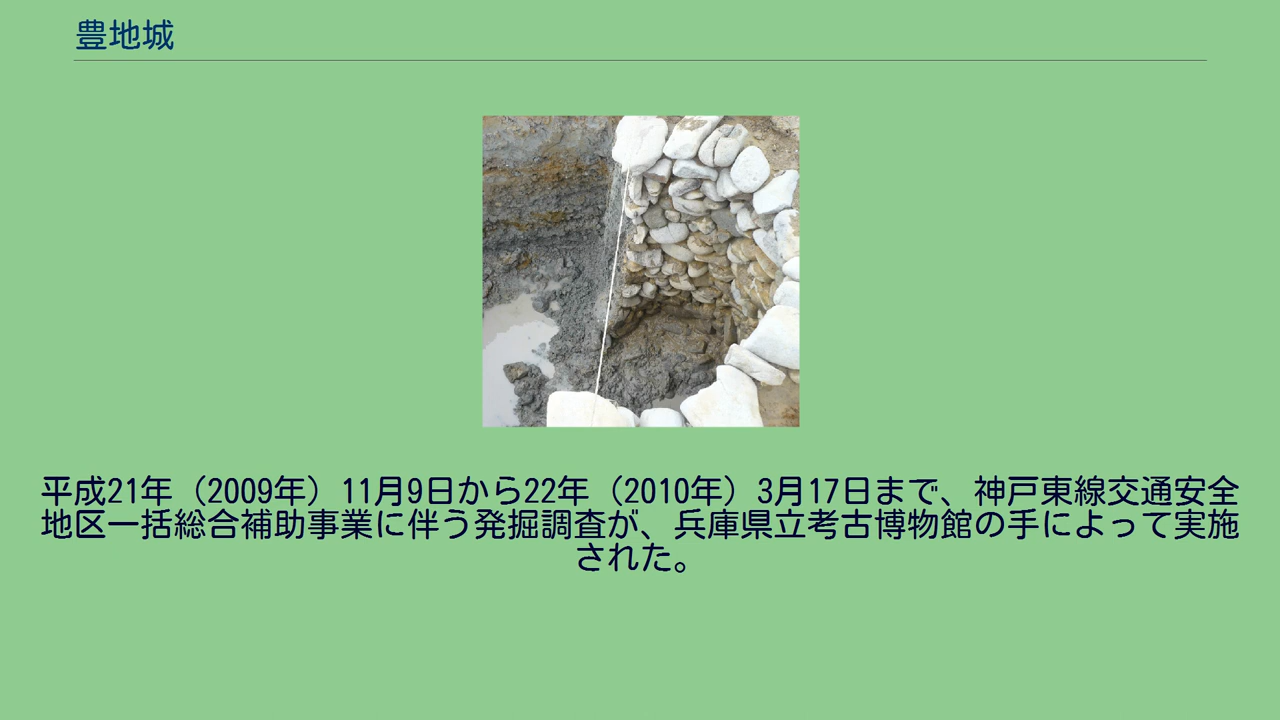 豊地城
平成21年（2009年）11月9日から22年（2010年）3月17日まで、神戸東線交通安全
地区一括総合補助事業に伴う発掘調査が、兵庫県立考古博物館の手によって実施
された。